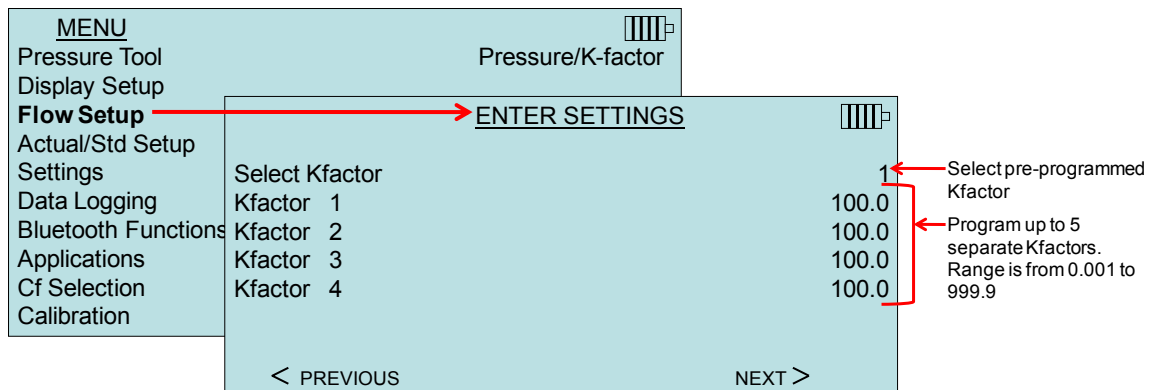 MENU
Pressure Tool
Pressure/K-factor
Display Setup
Flow Setup
Actual/Std Setup
Settings
Data Logging
Bluetooth Functions
Applications
Cf Selection
Calibration
ENTER SETTINGS
Select Kfactor 1
Kfactor 1 100.0
Kfactor 2 100.0
Kfactor 3 100.0
Kfactor 4 100.0
< PREVIOUS NEXT >
Select pre-programmed
Kfactor
Program up to 5
separate Kfactors.
Range is from 0.001 to
999.9